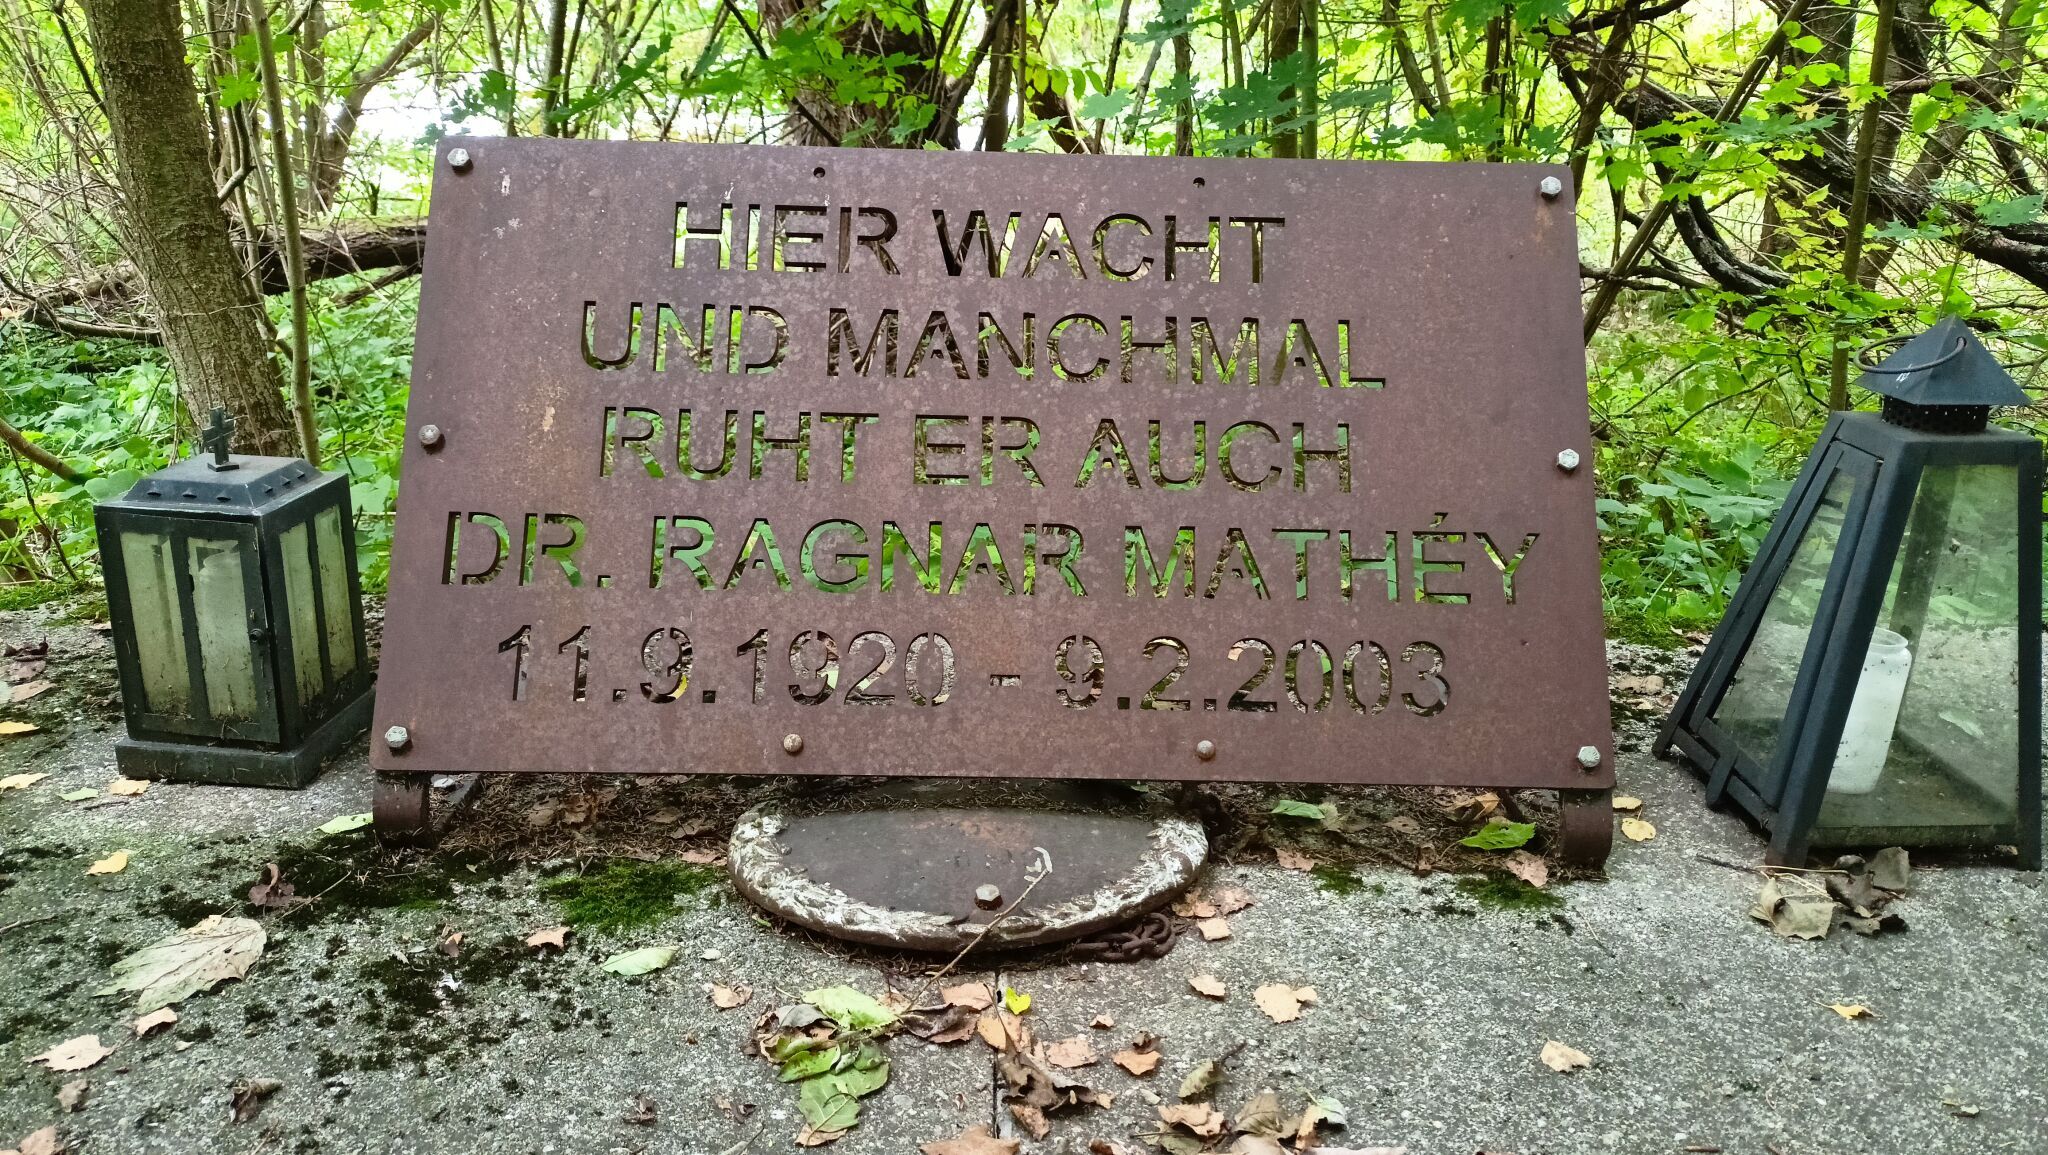 HIER WACHT
UND MANCHMAL
RUHT ER AUCH
DR. RAGNAR MATHÉY
11.9.1920 - 9.2.2003